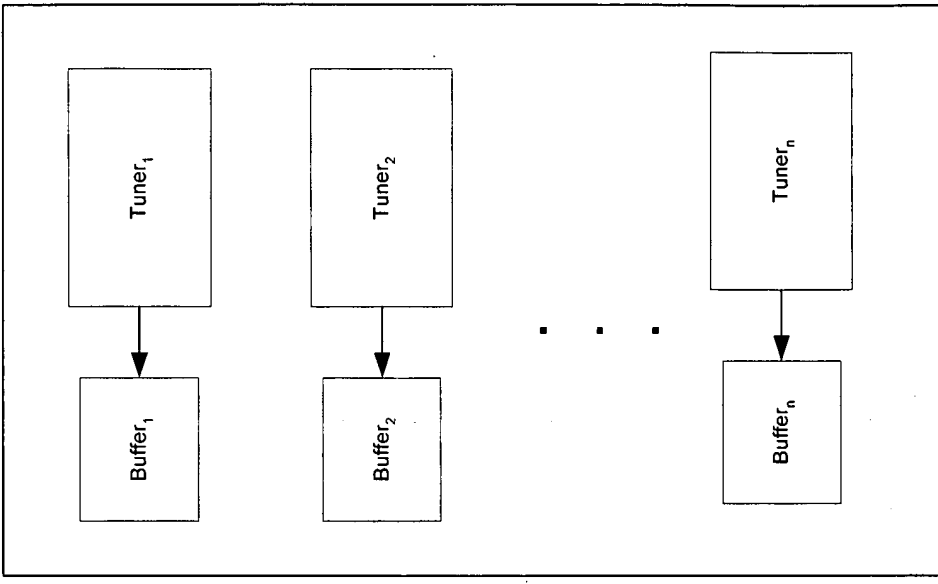 Tuner₁
Tuner₂
Tunerₙ
Buffer₁
Buffer₂
Bufferₙ